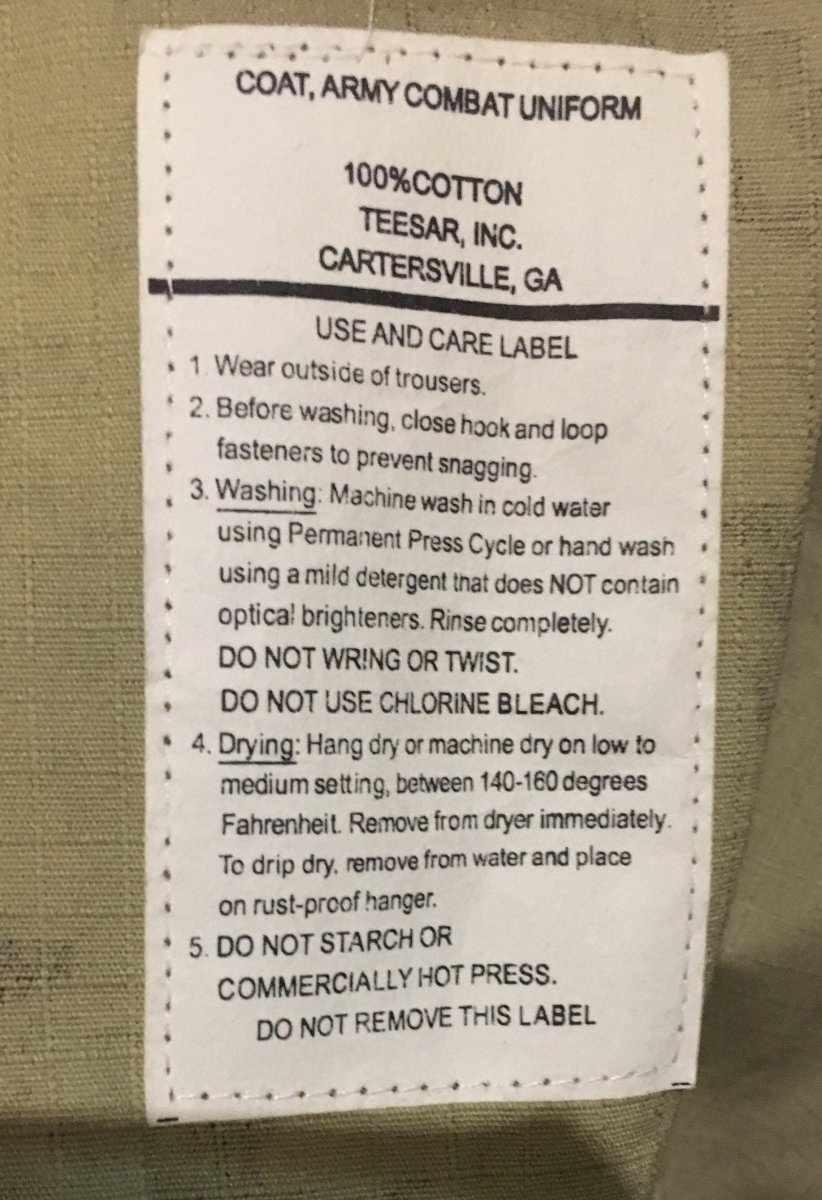 COAT, ARMY COMBAT UNIFORM
100%COTTON
TEESAR, INC.
CARTERSVILLE, GA
USE AND CARE LABEL
1. Wear outside of trousers.
2. Before washing, close hook and loop
fasteners to prevent snagging.
3. Washing: Machine wash in cold water
using Permanent Press Cycle or hand wash
using a mild detergent that does NOT contain
optical brighteners. Rinse completely.
DO NOT WRING OR TWIST.
DO NOT USE CHLORINE BLEACH.
4. Drying: Hang dry or machine dry on low to
medium setting, between 140-160 degrees
Fahrenheit. Remove from dryer immediately.
To drip dry, remove from water and place
on rust-proof hanger.
5. DO NOT STARCH OR
COMMERCIALLY HOT PRESS.
DO NOT REMOVE THIS LABEL